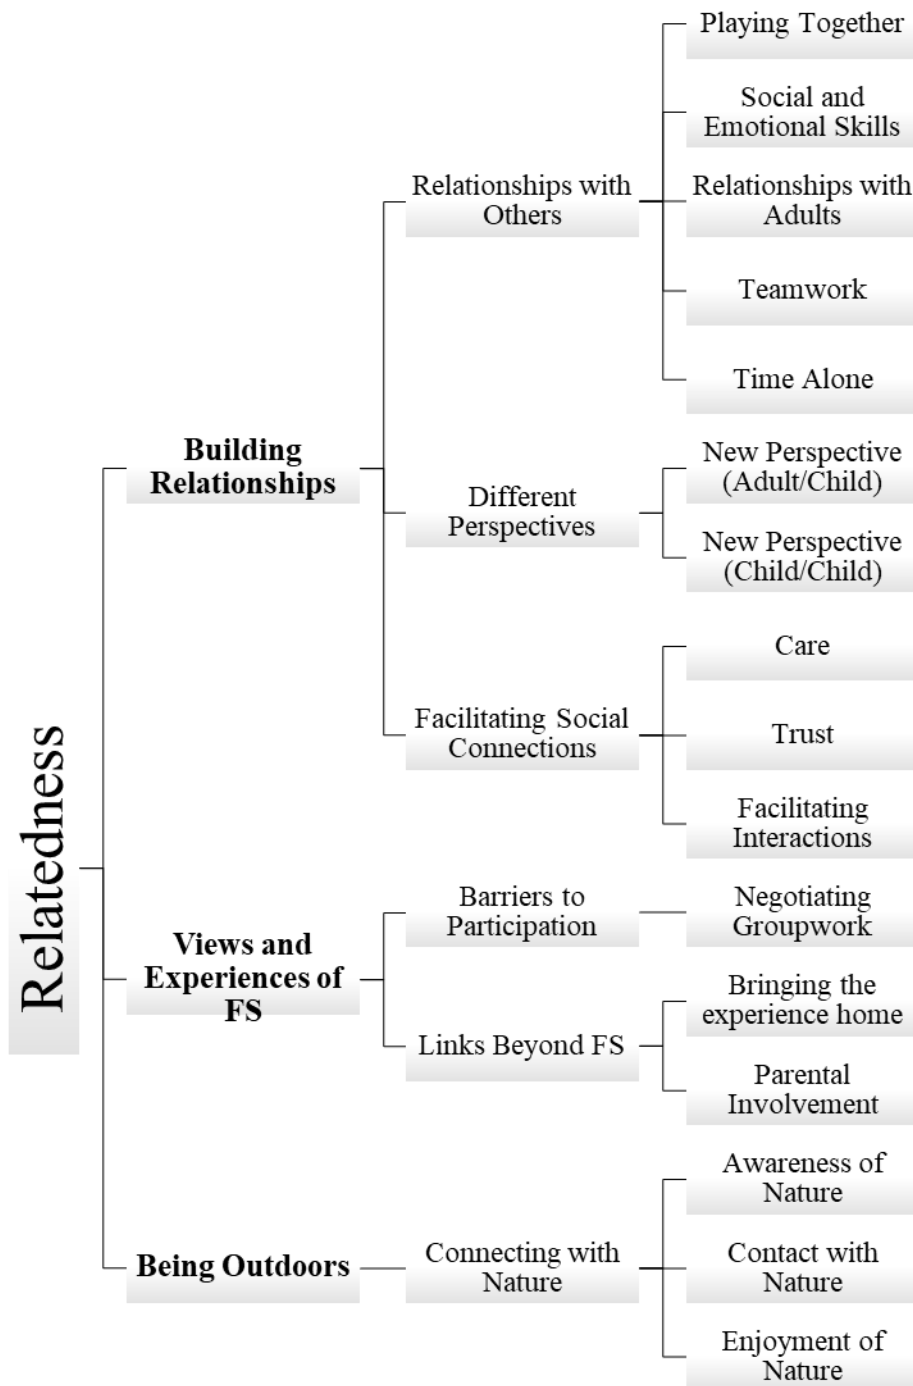 Relatedness
Building
Relationships
Relationships with
Others
Playing Together
Social and
Emotional Skills
Relationships with
Adults
Teamwork
Time Alone
Different
Perspectives
New Perspective
(Adult/Child)
New Perspective
(Child/Child)
Facilitating Social
Connections
Care
Trust
Facilitating
Interactions
Views and
Experiences of
FS
Barriers to
Participation
Negotiating
Groupwork
Links Beyond FS
Bringing the
experience home
Parental
Involvement
Being Outdoors
Connecting with
Nature
Awareness of
Nature
Contact with
Nature
Enjoyment of
Nature